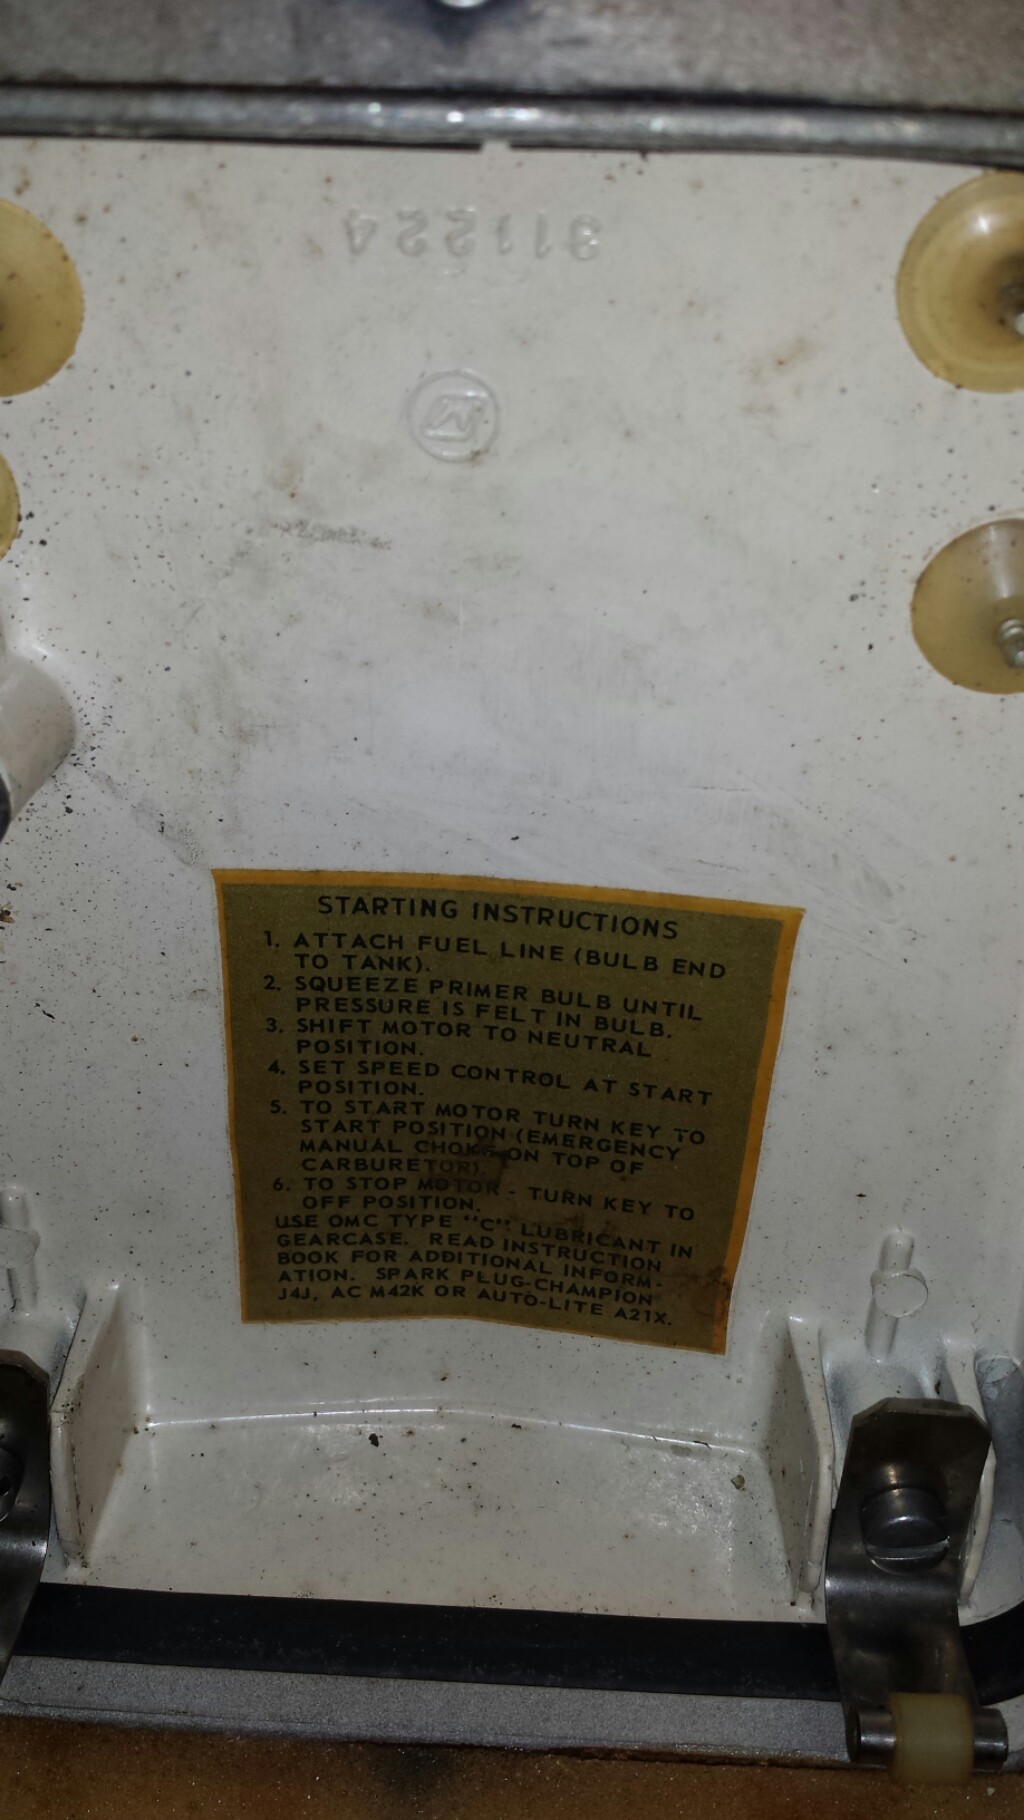 311224
STARTING INSTRUCTIONS
1. ATTACH FUEL LINE (BULB END
TO TANK).
2. SQUEEZE PRIMER BULB UNTIL
PRESSURE IS FELT IN BULB.
3. SHIFT MOTOR TO NEUTRAL
POSITION.
4. SET SPEED CONTROL AT START
POSITION.
5. TO START MOTOR TURN KEY TO
START POSITION (EMERGENCY
MANUAL CHOKE ON TOP OF
CARBURETOR).
6. TO STOP MOTOR - TURN KEY TO
OFF POSITION.
USE OMC TYPE "C" LUBRICANT IN
GEARCASE. READ INSTRUCTION
BOOK FOR ADDITIONAL INFORM-
ATION. SPARK PLUG-CHAMPION
J4J, AC M42K OR AUTO-LITE A21X.